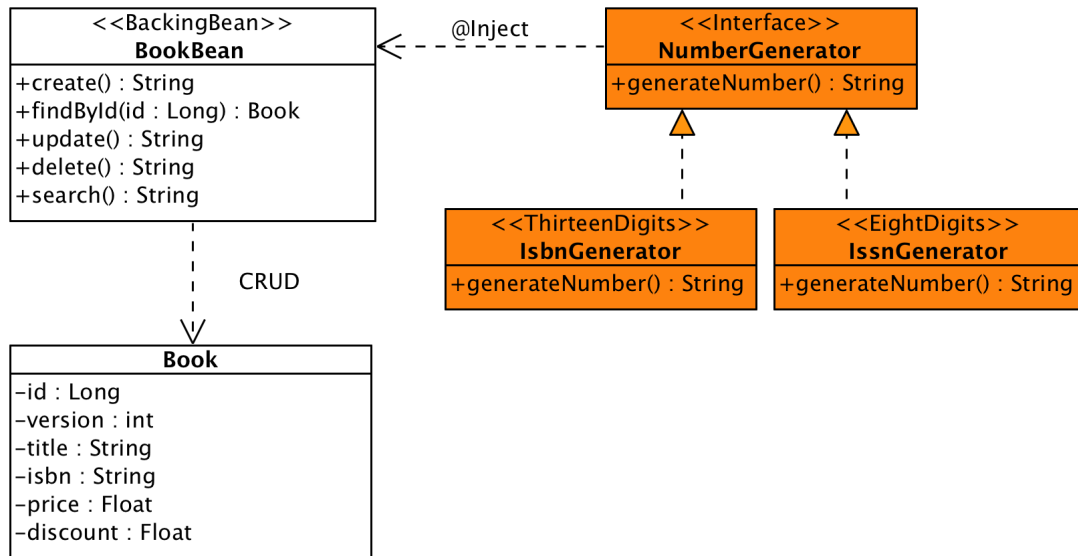 <<BackingBean>>
BookBean
+create() : String
+findById(id : Long) : Book
+update() : String
+delete() : String
+search() : String
@Inject
<<Interface>>
NumberGenerator
+generateNumber() : String
<<ThirteenDigits>>
IsbnGenerator
+generateNumber() : String
<<EightDigits>>
IssnGenerator
+generateNumber() : String
CRUD
Book
-id : Long
-version : int
-title : String
-isbn : String
-price : Float
-discount : Float